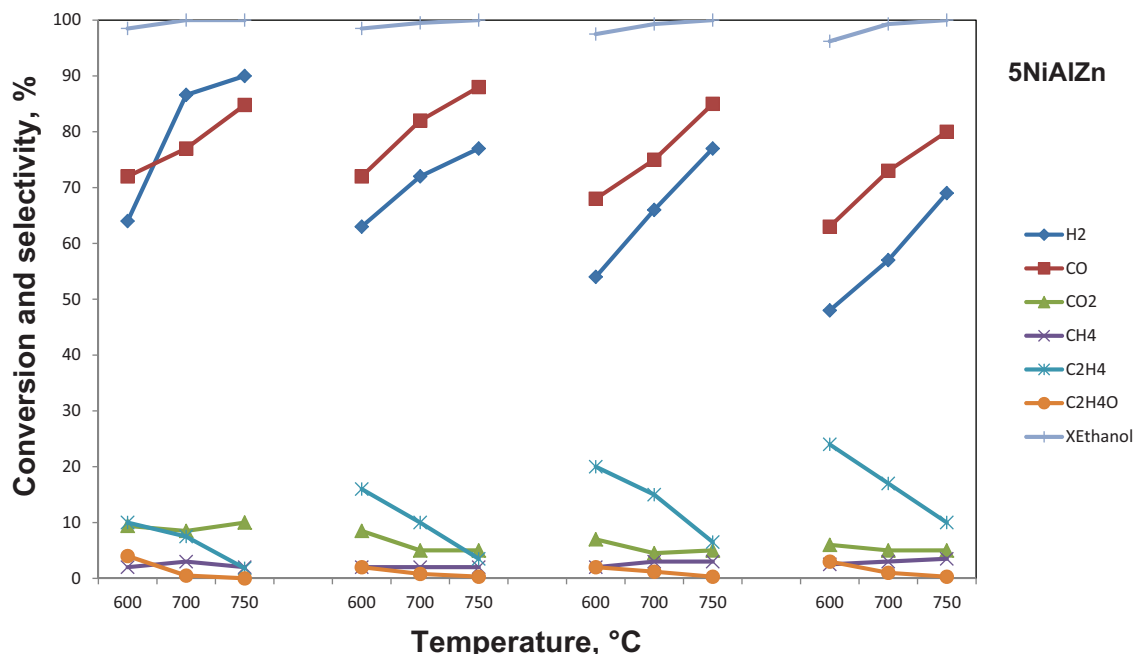 Conversion and selectivity, %
100
90
80
70
60
50
40
30
20
10
0
600 700 750 600 700 750 600 700 750 600 700 750
Temperature, °C
5NiAlZn
H2
CO
CO2
CH4
C2H4
C2H4O
XEthanol